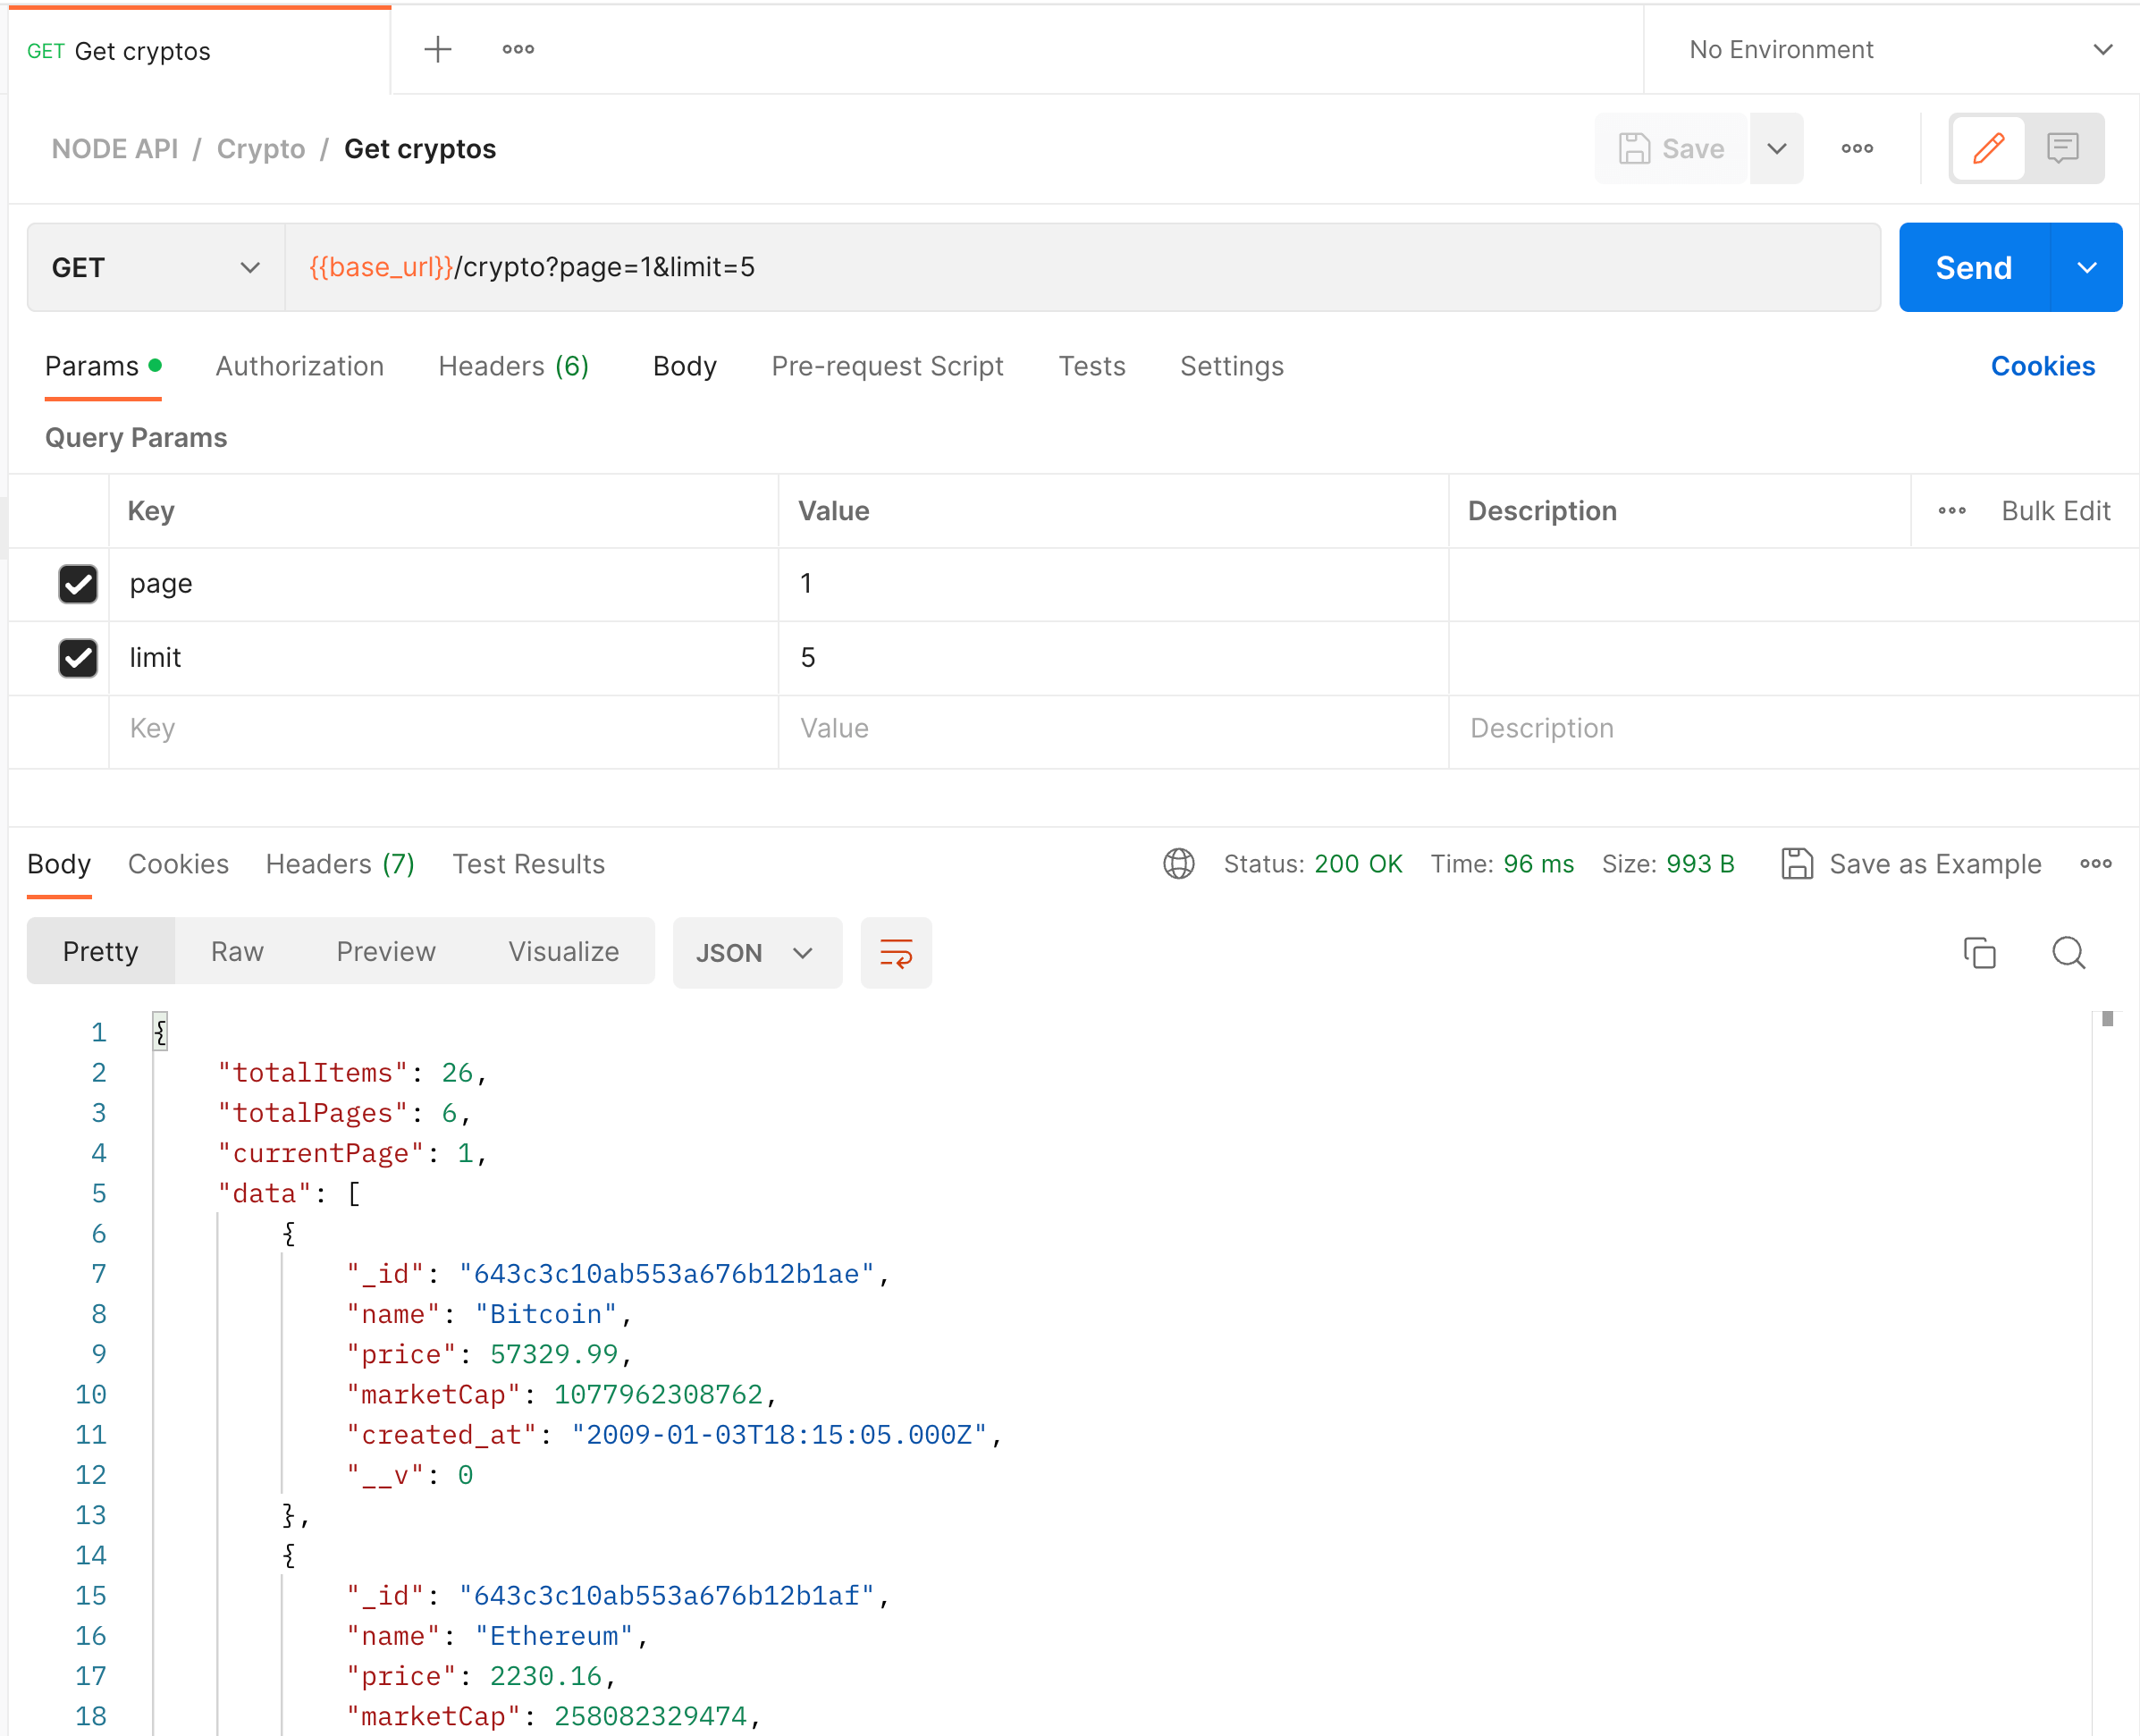 GET Get cryptos
No Environment
NODE API / Crypto / Get cryptos
Save
GET {{base_url}}/crypto?page=1&limit=5 Send
Params Authorization Headers (6) Body Pre-request Script Tests Settings Cookies
Query Params
Key Value Description Bulk Edit
page 1
limit 5
Key Value Description
Body Cookies Headers (7) Test Results Status: 200 OK Time: 96 ms Size: 993 B Save as Example
Pretty Raw Preview Visualize JSON
1 {
2 "totalItems": 26,
3 "totalPages": 6,
4 "currentPage": 1,
5 "data": [
6 {
7 "_id": "643c3c10ab553a676b12b1ae",
8 "name": "Bitcoin",
9 "price": 57329.99,
10 "marketCap": 1077962308762,
11 "created_at": "2009-01-03T18:15:05.000Z",
12 "__v": 0
13 },
14 {
15 "_id": "643c3c10ab553a676b12b1af",
16 "name": "Ethereum",
17 "price": 2230.16,
18 "marketCap": 258082329474,